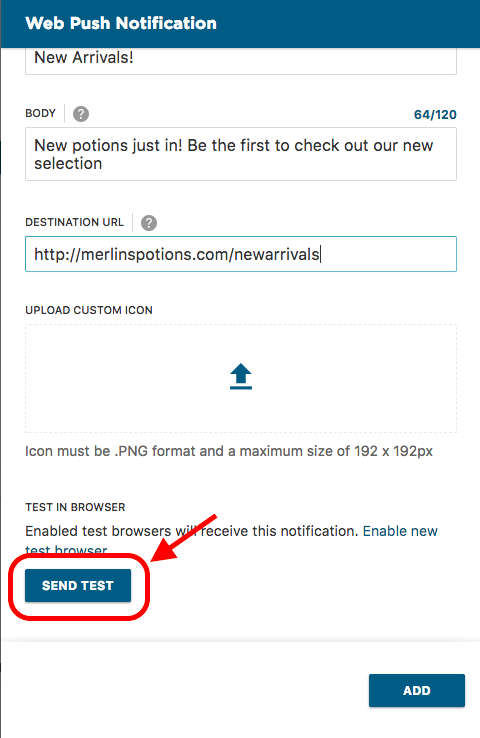 Web Push Notification
New Arrivals!
BODY ?
64/120
New potions just in! Be the first to check out our new
selection
DESTINATION URL ?
http://merlinspotions.com/newarrivals
UPLOAD CUSTOM ICON
Icon must be .PNG format and a maximum size of 192 x 192px
TEST IN BROWSER
Enabled test browsers will receive this notification. Enable new
test browser
SEND TEST
ADD